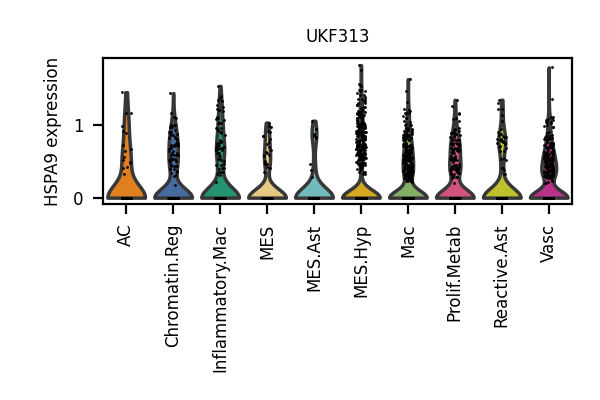 UKF313
HSPA9 expression
1
0
AC
Chromatin.Reg
Inflammatory.Mac
MES
MES.Ast
MES.Hyp
Mac
Prolif.Metab
Reactive.Ast
Vasc